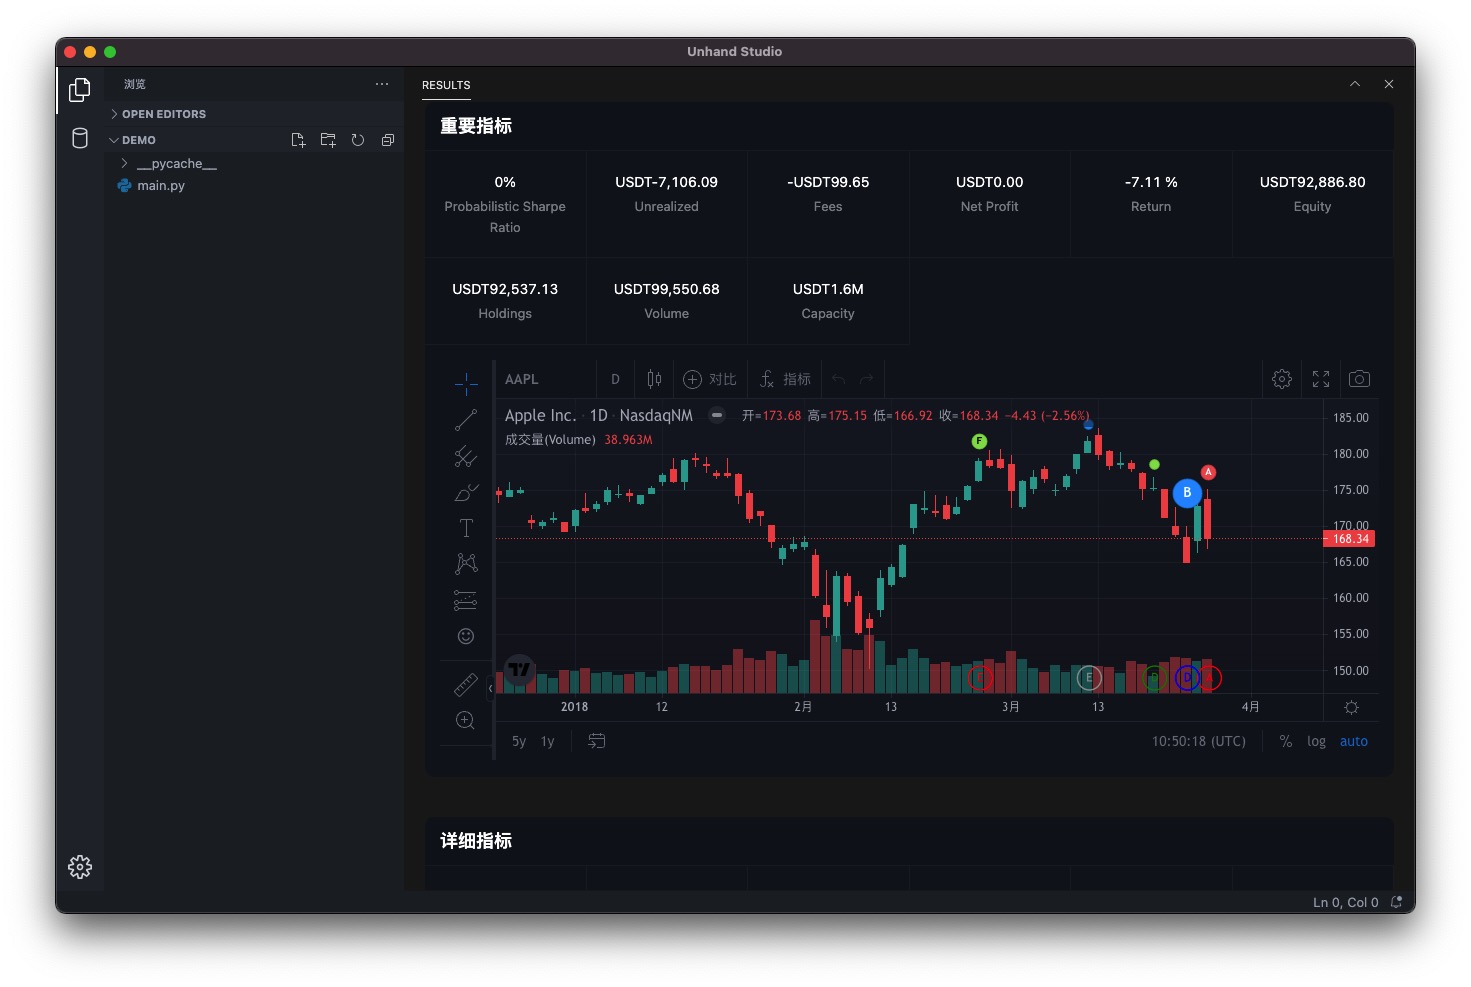 Unhand Studio
浏览
OPEN EDITORS
DEMO
__pycache__
main.py
RESULTS
重要指标
0%
Probabilistic Sharpe
Ratio
USDT-7,106.09
Unrealized
-USDT99.65
Fees
USDT0.00
Net Profit
-7.11 %
Return
USDT92,886.80
Equity
USDT92,537.13
Holdings
USDT99,550.68
Volume
USDT1.6M
Capacity
AAPL D 对比 指标
Apple Inc. · 1D · NasdaqNM 开=173.68 高=175.15 低=166.92 收=168.34 −4.43 (−2.56%)
成交量(Volume) 38.963M
185.00
180.00
175.00
170.00
168.34
165.00
160.00
155.00
150.00
F
B
A
E D D A
2018 12 2月 13 3月 13 4月
5y 1y 10:50:18 (UTC) % log auto
详细指标
Ln 0, Col 0